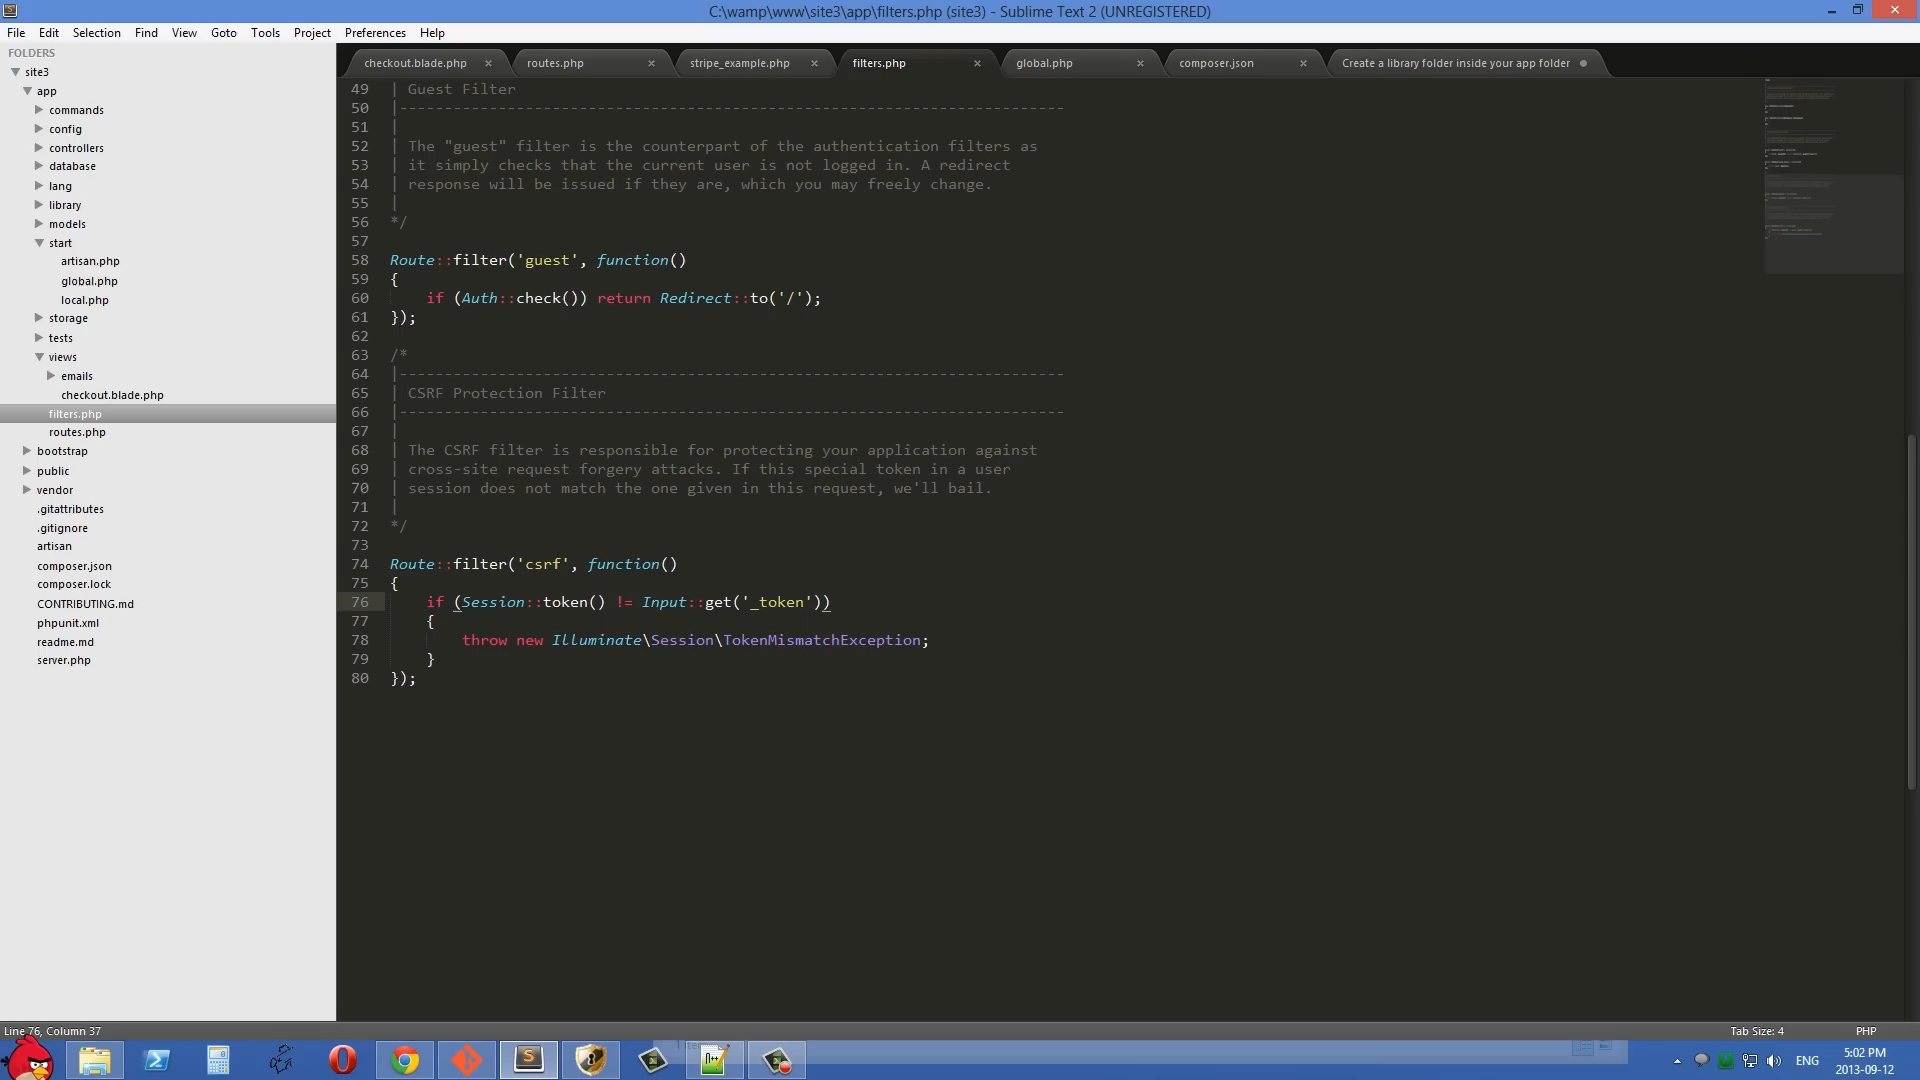 C:\wamp\www\site3\app\filters.php (site3) - Sublime Text 2 (UNREGISTERED)
File Edit Selection Find View Goto Tools Project Preferences Help
FOLDERS
site3
app
commands
config
controllers
database
lang
library
models
start
artisan.php
global.php
local.php
storage
tests
views
emails
checkout.blade.php
filters.php
routes.php
bootstrap
public
vendor
.gitattributes
.gitignore
artisan
composer.json
composer.lock
CONTRIBUTING.md
phpunit.xml
readme.md
server.php
checkout.blade.php × routes.php × stripe_example.php × filters.php × global.php × composer.json × Create a library folder inside your app folder
49 | Guest Filter
50 |--------------------------------------------------------------------------
51 |
52 | The "guest" filter is the counterpart of the authentication filters as
53 | it simply checks that the current user is not logged in. A redirect
54 | response will be issued if they are, which you may freely change.
55 |
56 */
57
58 Route::filter('guest', function()
59 {
60 if (Auth::check()) return Redirect::to('/');
61 });
62
63 /*
64 |--------------------------------------------------------------------------
65 | CSRF Protection Filter
66 |--------------------------------------------------------------------------
67 |
68 | The CSRF filter is responsible for protecting your application against
69 | cross-site request forgery attacks. If this special token in a user
70 | session does not match the one given in this request, we'll bail.
71 |
72 */
73
74 Route::filter('csrf', function()
75 {
76 if (Session::token() != Input::get('_token'))
77 {
78 throw new Illuminate\Session\TokenMismatchException;
79 }
80 });
Line 76, Column 37 Tab Size: 4 PHP
ENG
5:02 PM
2013-09-12